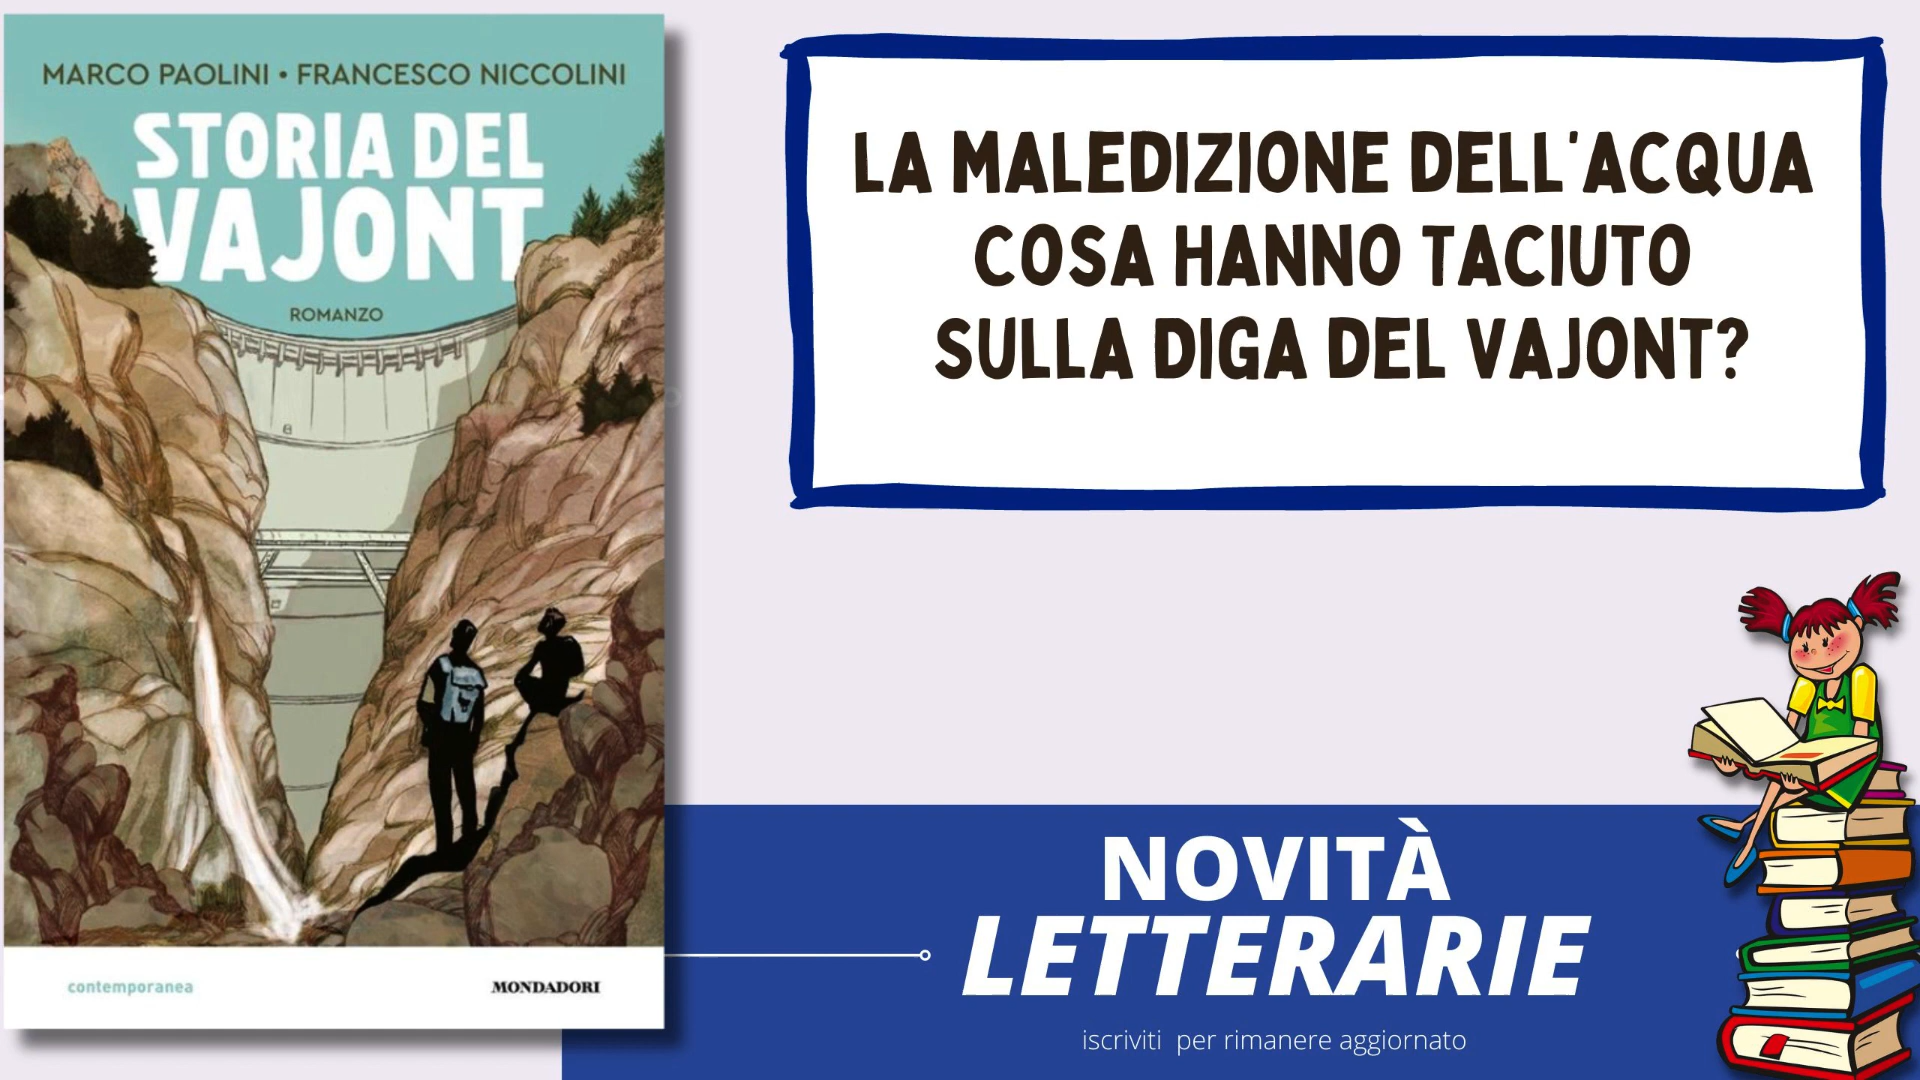 MARCO PAOLINI • FRANCESCO NICCOLINI
STORIA DEL
VAJONT
ROMANZO
contemporanea
MONDADORI
LA MALEDIZIONE DELL'ACQUA
COSA HANNO TACIUTO
SULLA DIGA DEL VAJONT?
NOVITÀ
LETTERARIE
iscriviti per rimanere aggiornato